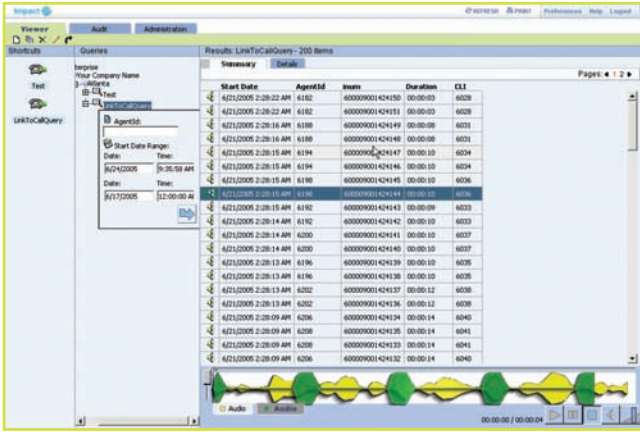 Impact
REFRESH PRINT Preferences Help Logout
Viewer Audit Administration
Shortcuts Queries Results: LinkToCallQuery - 200 items
Test
LinkToCallQuery
terprise
Your Company Name
Atlanta
Test
LinkToCallQuery
AgentId:
Start Date Range:
Date: Time:
6/24/2005 9:35:58 AM
Date: Time:
6/17/2005 12:00:00 A
Summary Details
Pages: 1 2
Start Date AgentId inum Duration CLI
6/21/2005 2:28:22 AM 6182 600009001424150 00:00:03 6028
6/21/2005 2:28:22 AM 6182 600009001424151 00:00:03 6028
6/21/2005 2:28:16 AM 6188 600009001424149 00:00:08 6031
6/21/2005 2:28:16 AM 6188 600009001424148 00:00:08 6031
6/21/2005 2:28:15 AM 6194 600009001424147 00:00:10 6034
6/21/2005 2:28:15 AM 6194 600009001424146 00:00:10 6034
6/21/2005 2:28:15 AM 6198 600009001424145 00:00:10 6036
6/21/2005 2:28:15 AM 6198 600009001424144 00:00:10 6036
6/21/2005 2:28:15 AM 6192 600009001424143 00:00:09 6033
6/21/2005 2:28:14 AM 6192 600009001424142 00:00:10 6033
6/21/2005 2:28:14 AM 6200 600009001424141 00:00:10 6037
6/21/2005 2:28:14 AM 6200 600009001424140 00:00:10 6037
6/21/2005 2:28:13 AM 6196 600009001424139 00:00:10 6035
6/21/2005 2:28:13 AM 6196 600009001424138 00:00:10 6035
6/21/2005 2:28:13 AM 6202 600009001424137 00:00:12 6038
6/21/2005 2:28:13 AM 6202 600009001424136 00:00:12 6038
6/21/2005 2:28:09 AM 6206 600009001424134 00:00:14 6040
6/21/2005 2:28:09 AM 6208 600009001424135 00:00:14 6041
6/21/2005 2:28:09 AM 6208 600009001424133 00:00:14 6041
6/21/2005 2:28:09 AM 6206 600009001424132 00:00:14 6040
Audio Audio
00:00:00 / 00:00:04